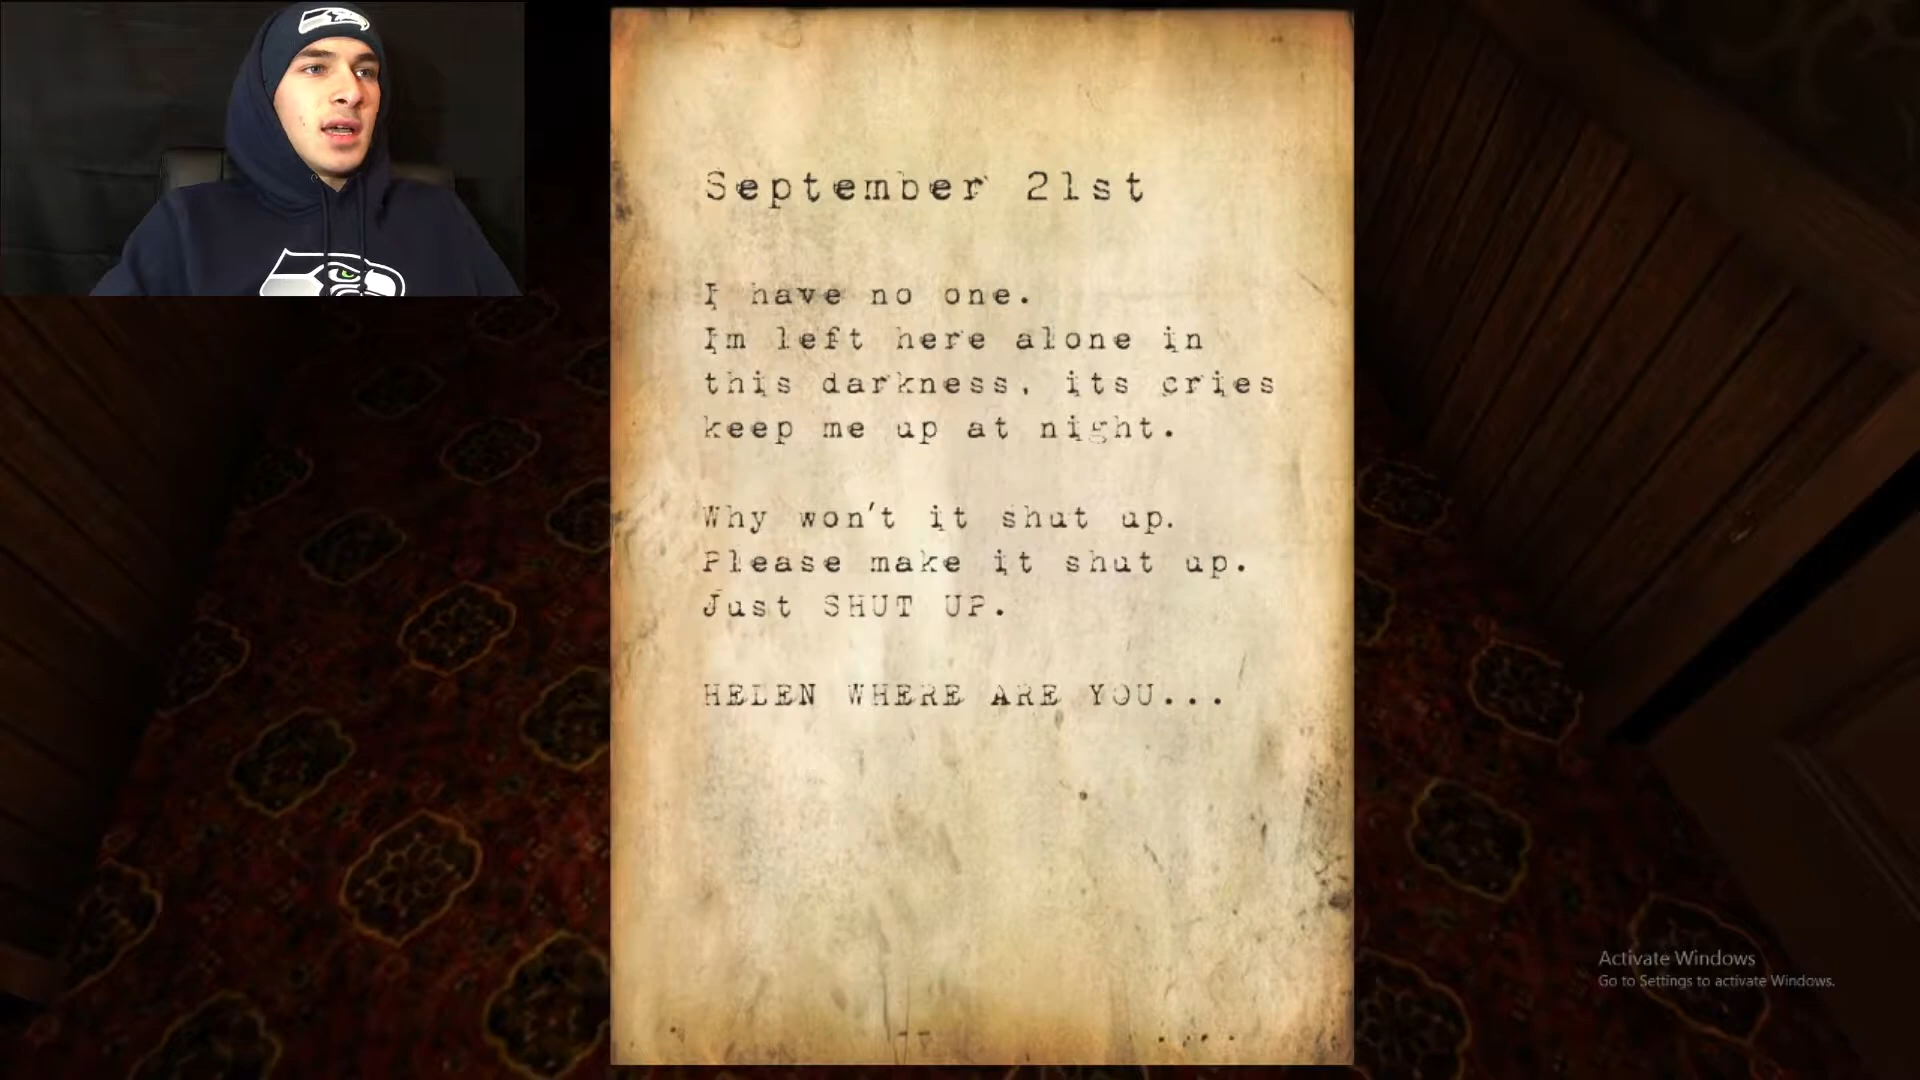 September 21st
I have no one.
Im left here alone in
this darkness, its cries
keep me up at night.
Why won't it shut up.
Please make it shut up.
Just SHUT UP.
HELEN WHERE ARE YOU...
Activate Windows
Go to Settings to activate Windows.